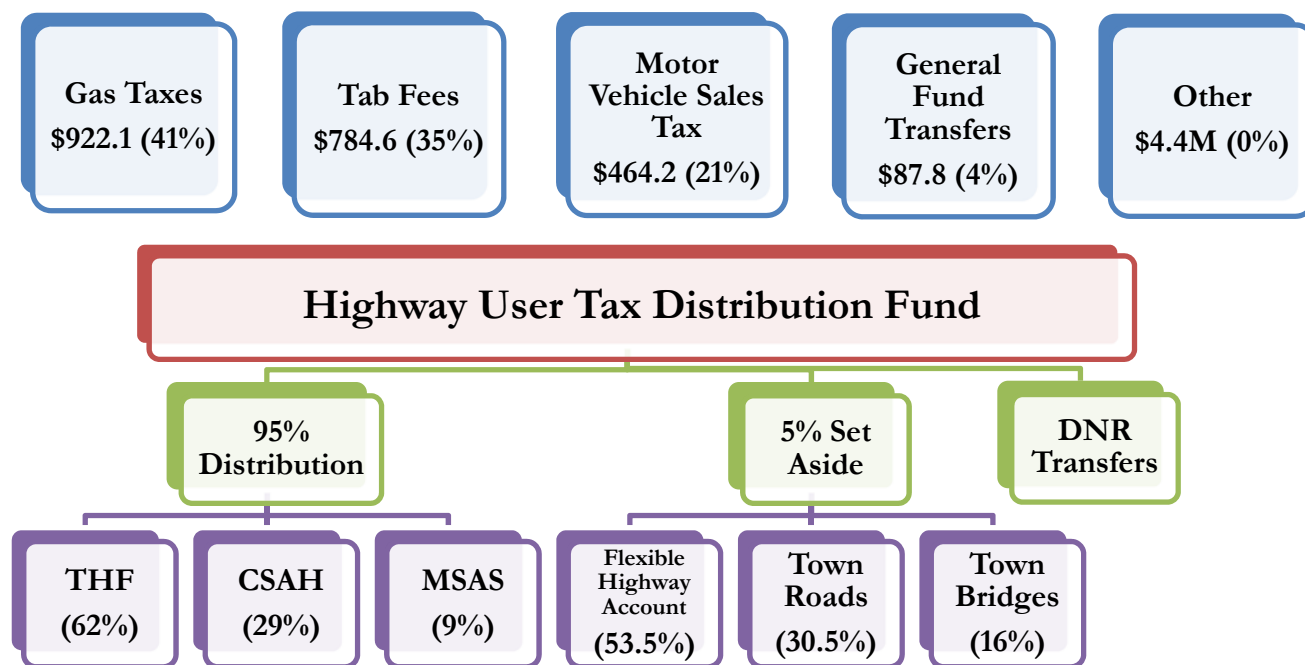 Gas Taxes
$922.1 (41%)
Tab Fees
$784.6 (35%)
Motor
Vehicle Sales
Tax
$464.2 (21%)
General
Fund
Transfers
$87.8 (4%)
Other
$4.4M (0%)
Highway User Tax Distribution Fund
95%
Distribution
5% Set
Aside
DNR
Transfers
THF
(62%)
CSAH
(29%)
MSAS
(9%)
Flexible
Highway
Account
(53.5%)
Town
Roads
(30.5%)
Town
Bridges
(16%)